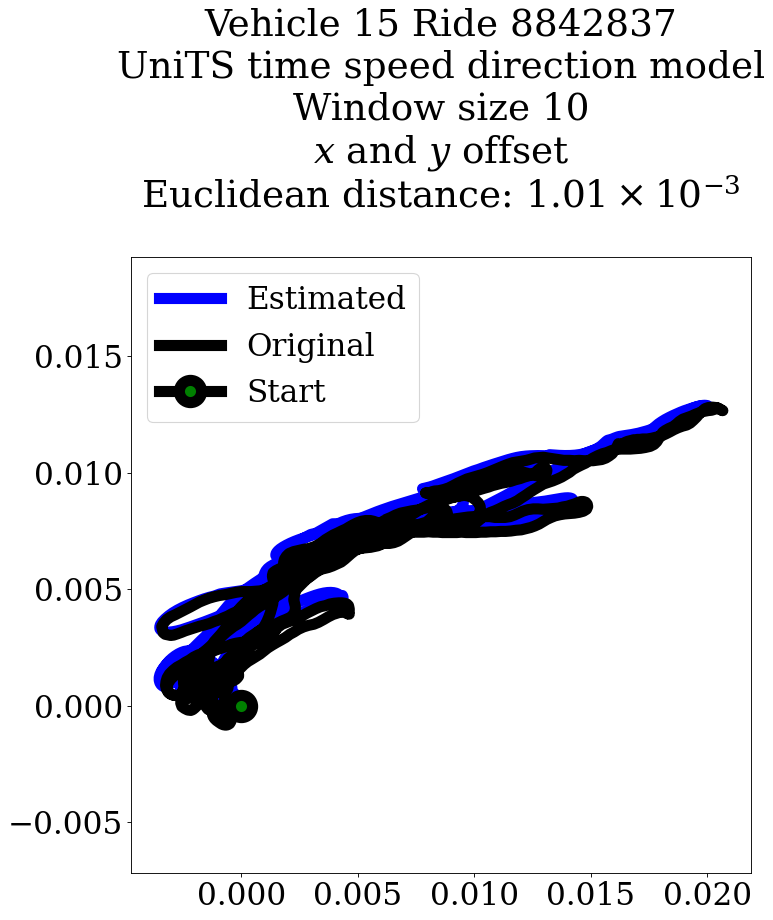 Vehicle 15 Ride 8842837
UniTS time speed direction model
Window size 10
x and y offset
Euclidean distance: 1.01 × 10⁻³
Estimated
Original
Start
0.015
0.010
0.005
0.000
−0.005
0.000 0.005 0.010 0.015 0.020